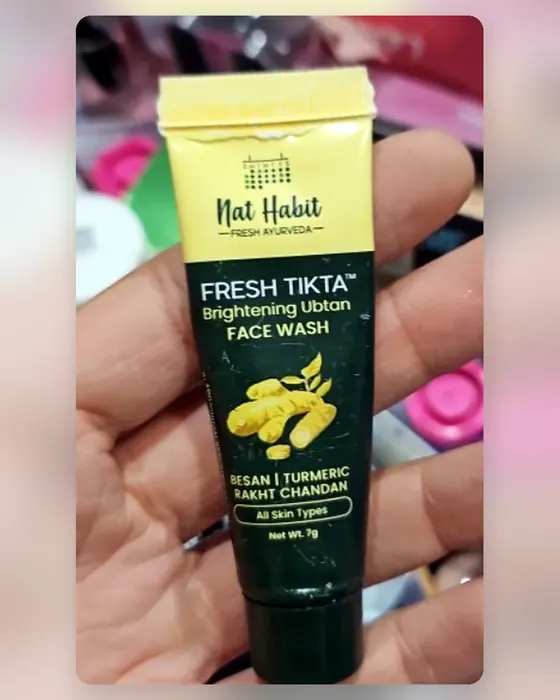 Nat Habit
FRESH AYURVEDA
FRESH TIKTA™
Brightening Ubtan
FACE WASH
BESAN | TURMERIC
RAKHT CHANDAN
All Skin Types
Net Wt. 7g